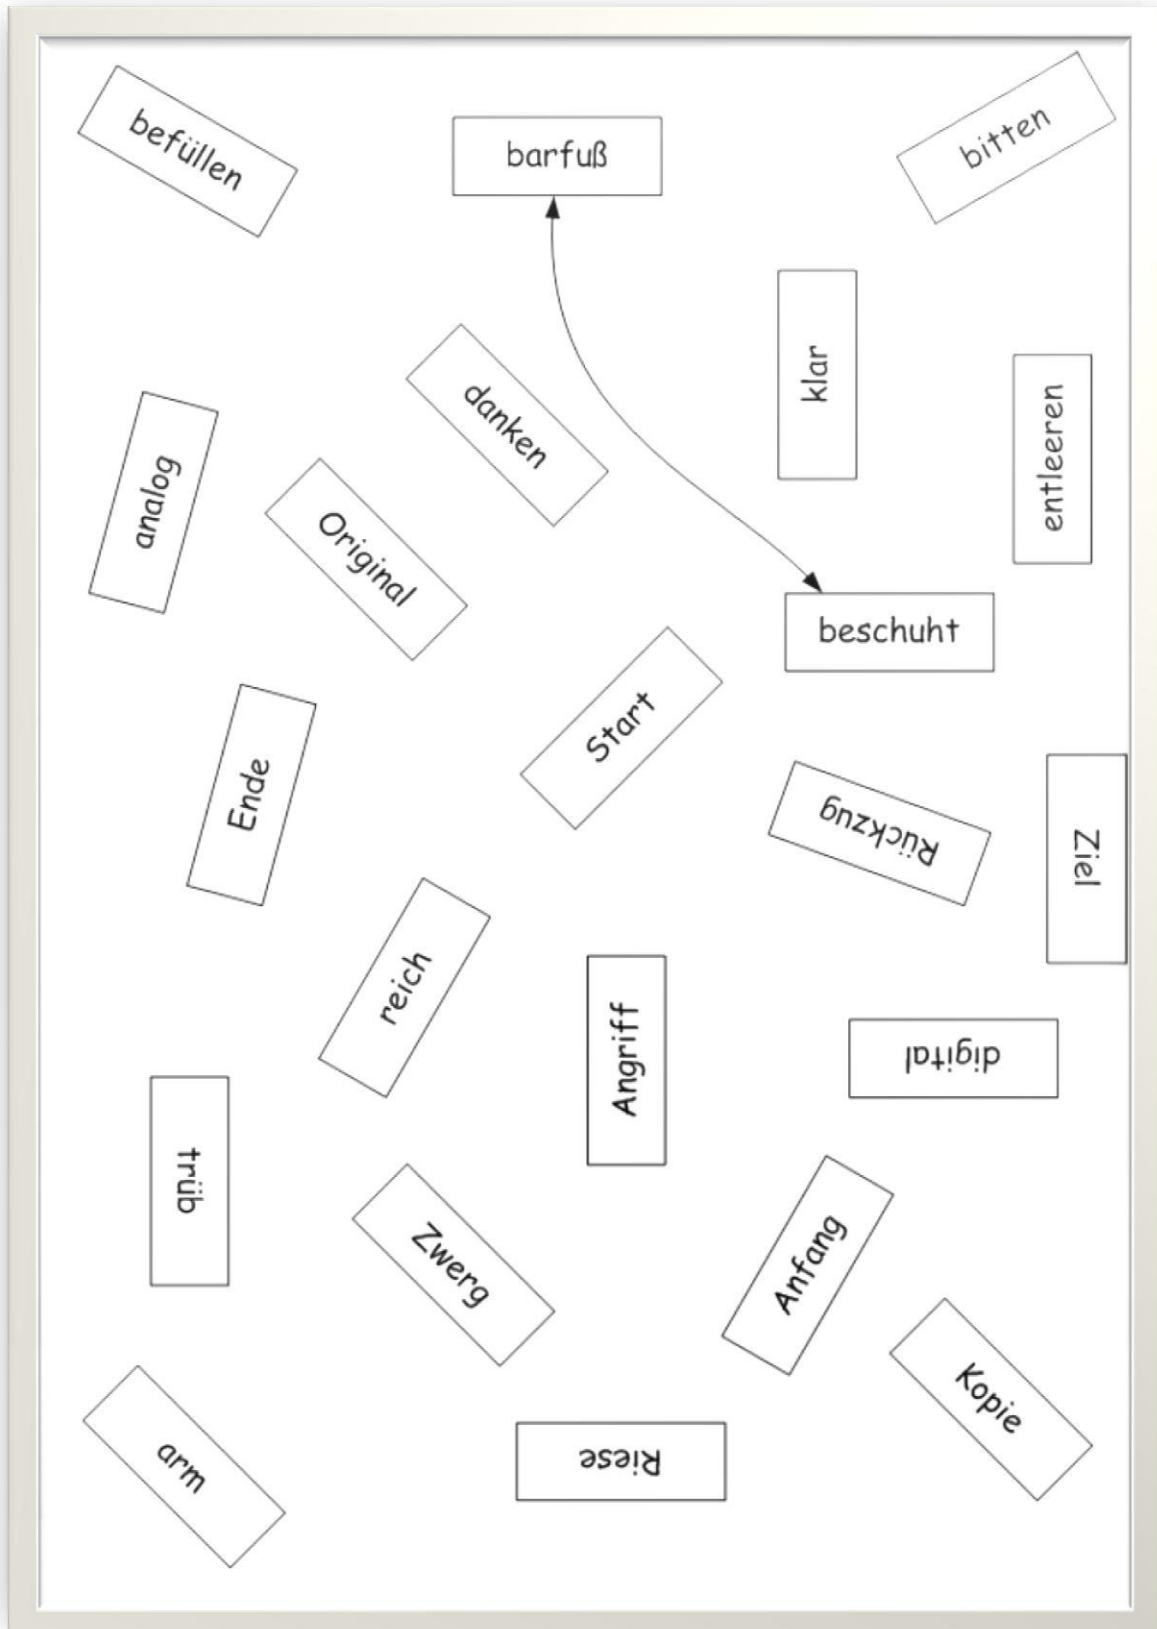 befüllen
barfuß
bitten
klar
danken
entleeren
analog
Original
beschuht
Start
Ende
Rückzug
Ziel
reich
Angriff
digital
trüb
Zwerg
Anfang
Kopie
arm
Riese